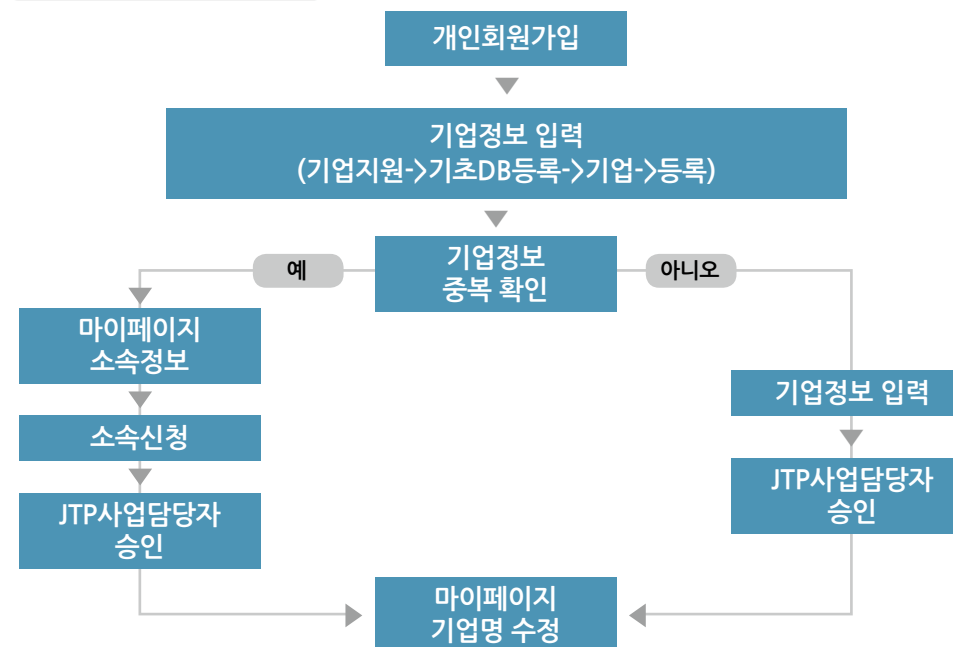 개인회원가입
기업정보 입력
(기업지원->기초DB등록->기업->등록)
기업정보
중복 확인
예
아니오
마이페이지
소속정보
소속신청
JTP사업담당자
승인
기업정보 입력
JTP사업담당자
승인
마이페이지
기업명 수정